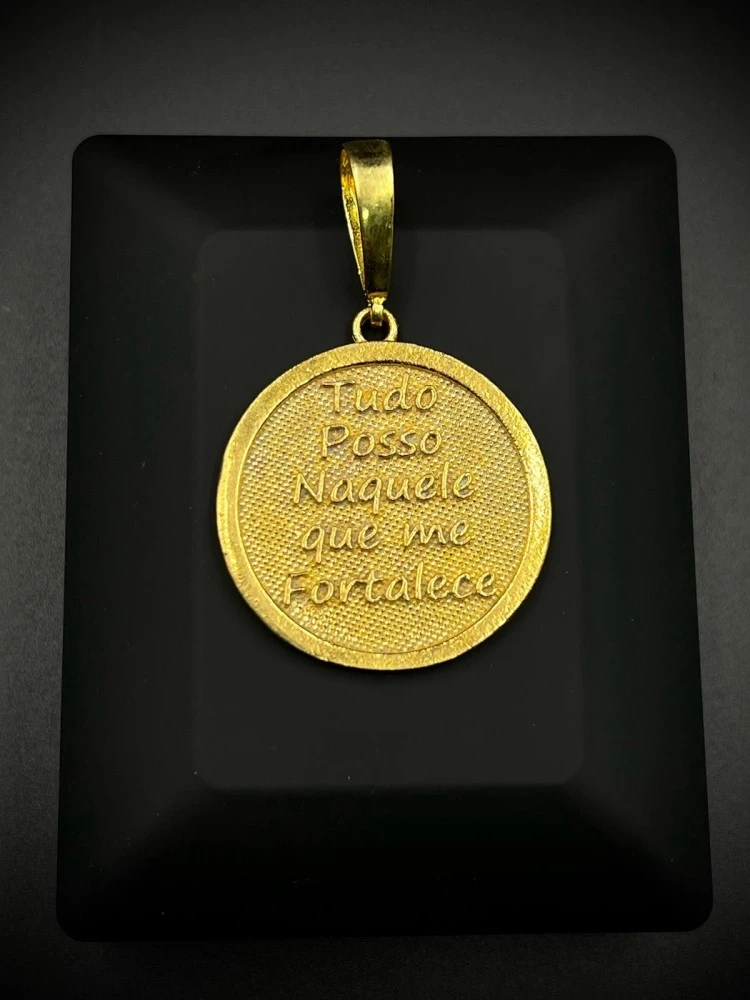 Tudo
Posso
Naquele
que me
Fortalece